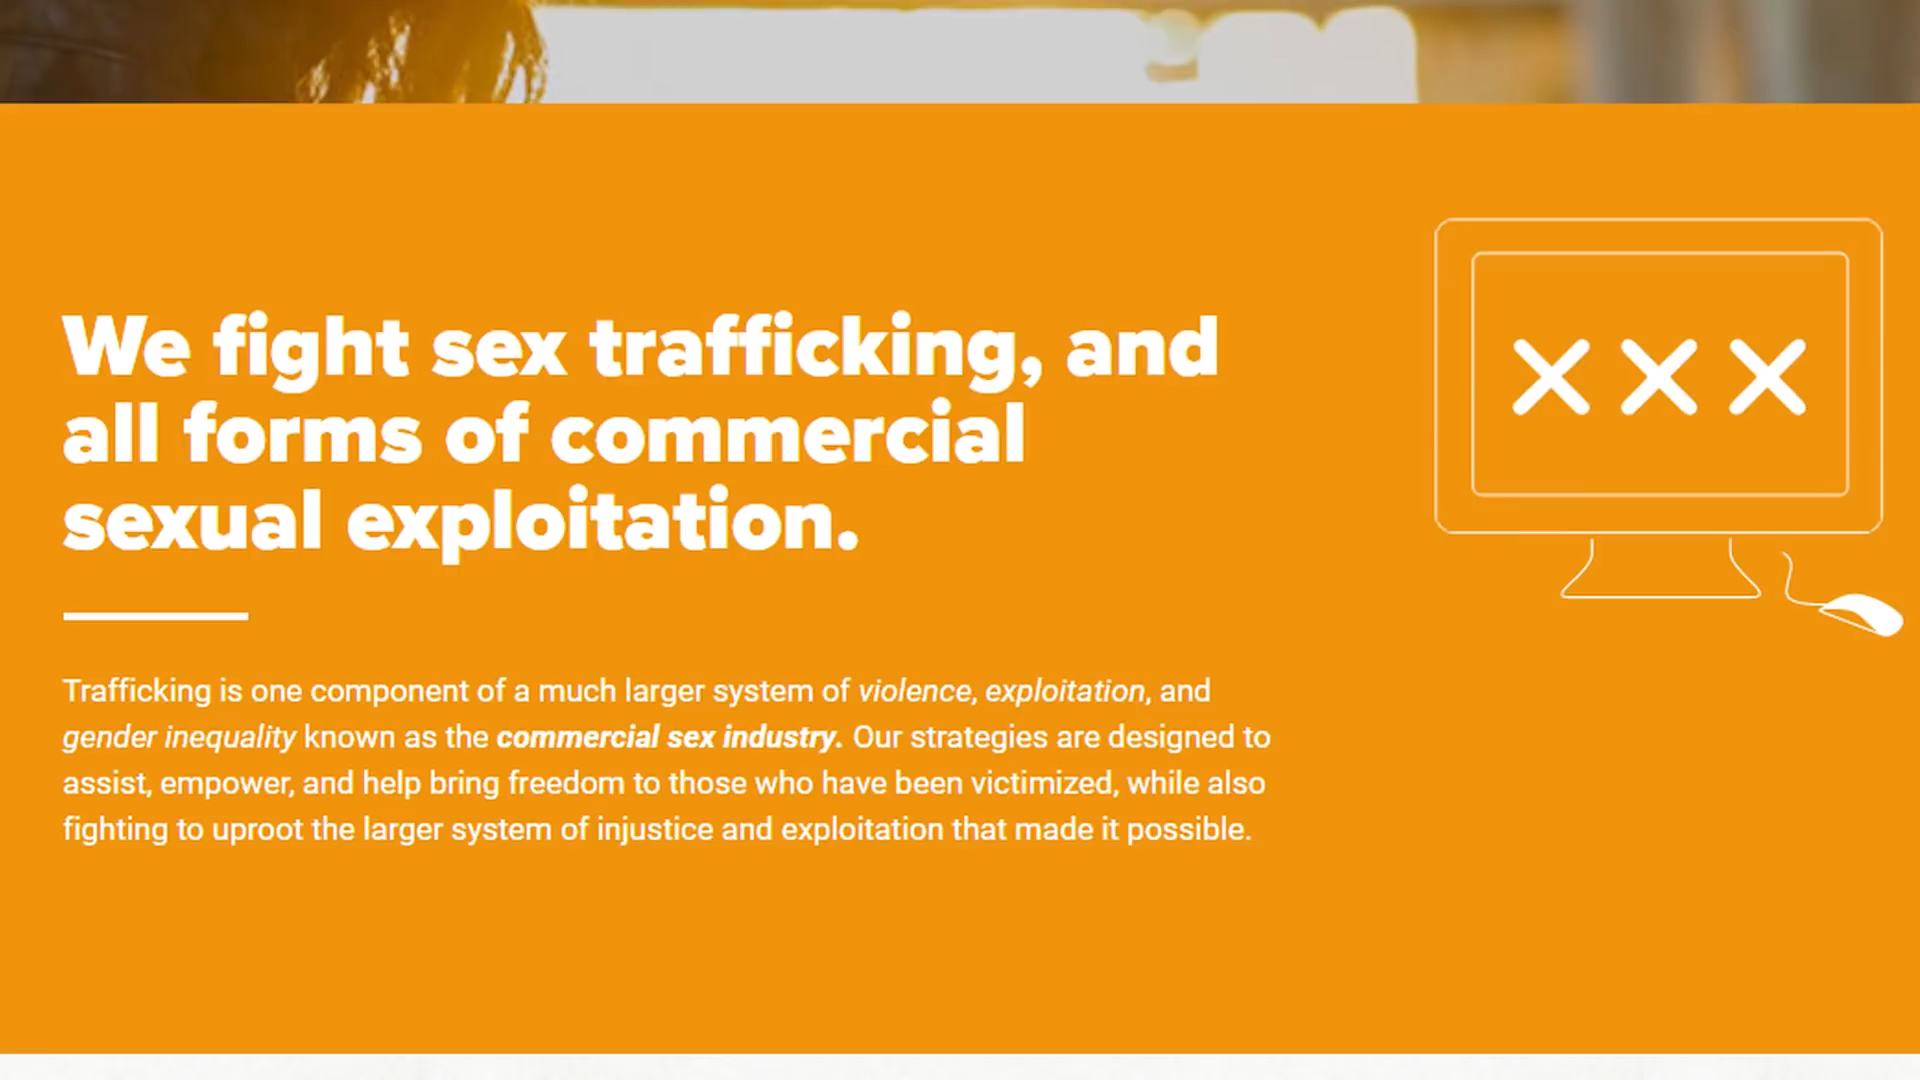 We fight sex trafficking, and
all forms of commercial
sexual exploitation.
XXX
Trafficking is one component of a much larger system of violence, exploitation, and
gender inequality known as the commercial sex industry. Our strategies are designed to
assist, empower, and help bring freedom to those who have been victimized, while also
fighting to uproot the larger system of injustice and exploitation that made it possible.